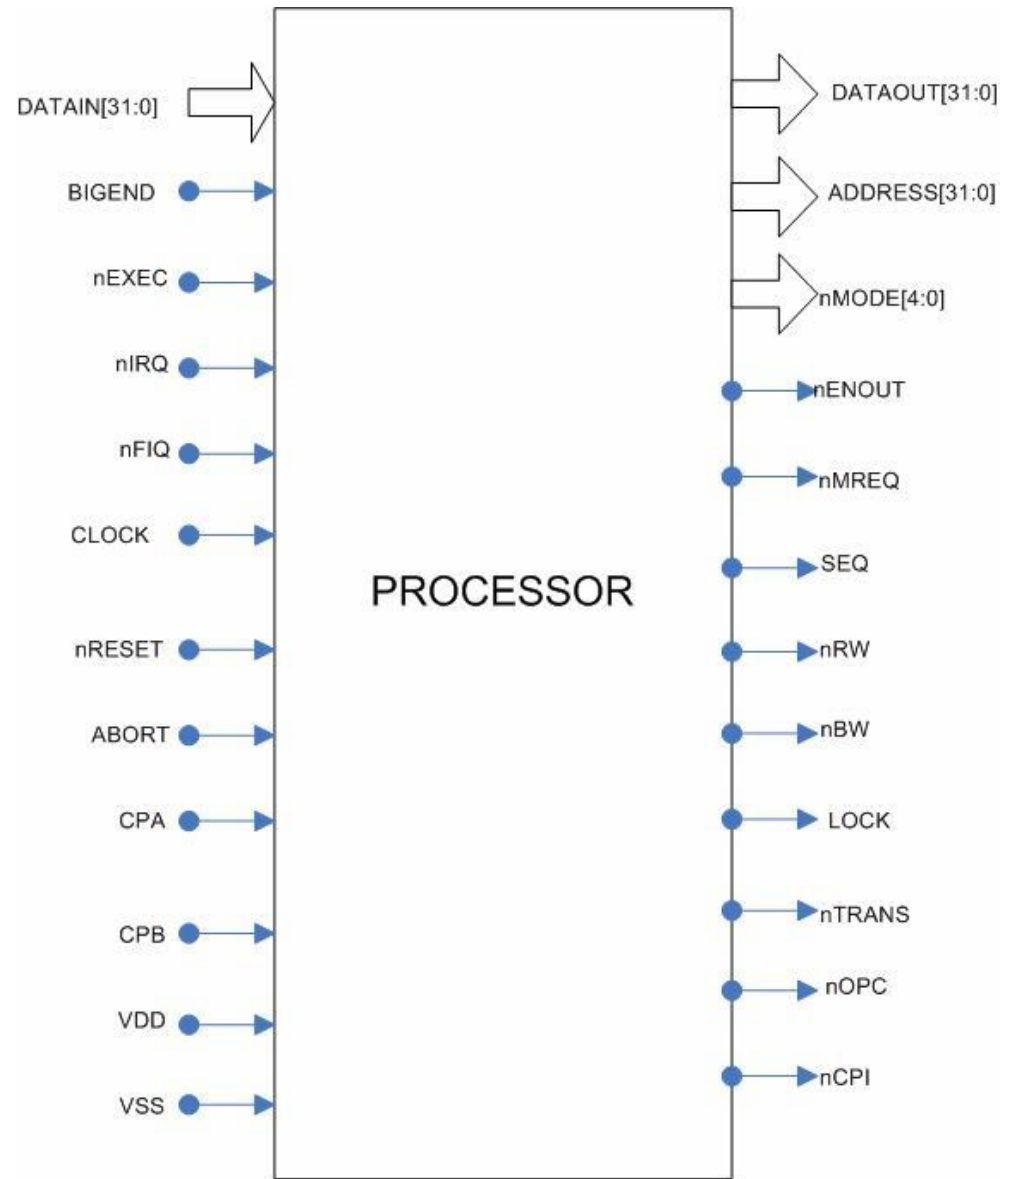 DATAIN[31:0]
BIGEND
nEXEC
nIRQ
nFIQ
CLOCK
nRESET
ABORT
CPA
CPB
VDD
VSS
PROCESSOR
DATAOUT[31:0]
ADDRESS[31:0]
nMODE[4:0]
nENOUT
nMREQ
SEQ
nRW
nBW
LOCK
nTRANS
nOPC
nCPI